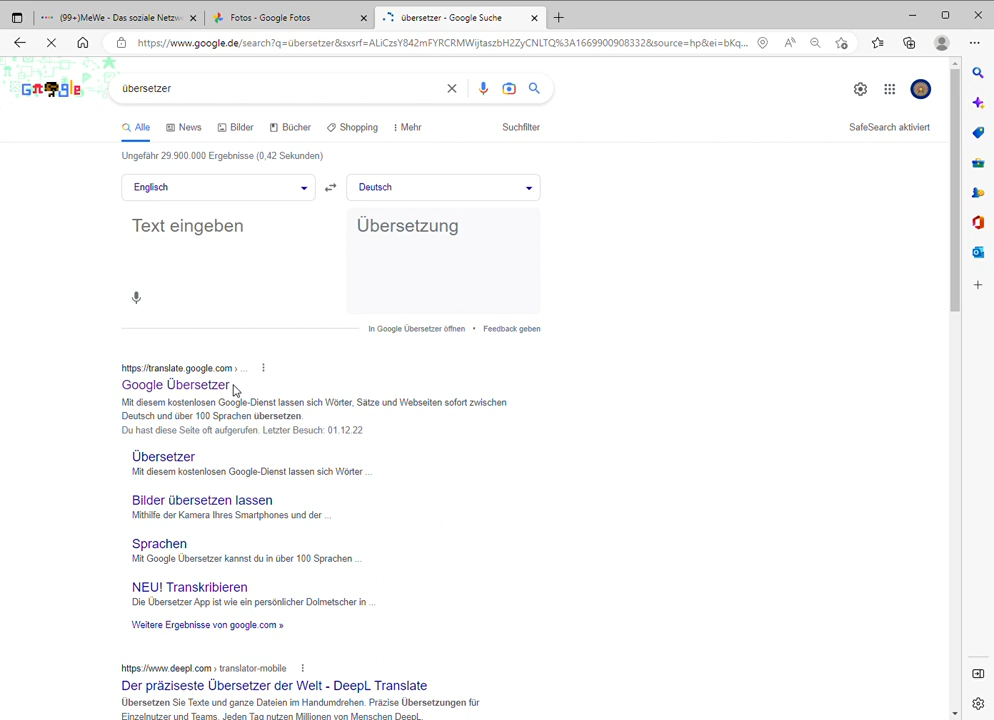 (99+)MeWe - Das soziale Netzw
Fotos - Google Fotos
übersetzer - Google Suche
https://www.google.de/search?q=übersetzer&sxsrf=ALiCzsY842mFYRCRMWijtaszbH2ZyCNLTQ%3A1669900908332&source=hp&ei=bKq...
Google
übersetzer
Alle
News
Bilder
Bücher
Shopping
Mehr
Suchfilter
SafeSearch aktiviert
Ungefähr 29.900.000 Ergebnisse (0,42 Sekunden)
Englisch
Deutsch
Text eingeben
Übersetzung
In Google Übersetzer öffnen • Feedback geben
https://translate.google.com › ...
Google Übersetzer
Mit diesem kostenlosen Google-Dienst lassen sich Wörter, Sätze und Webseiten sofort zwischen
Deutsch und über 100 Sprachen übersetzen.
Du hast diese Seite oft aufgerufen. Letzter Besuch: 01.12.22
Übersetzer
Mit diesem kostenlosen Google-Dienst lassen sich Wörter ...
Bilder übersetzen lassen
Mithilfe der Kamera Ihres Smartphones und der ...
Sprachen
Mit Google Übersetzer kannst du in über 100 Sprachen ...
NEU! Transkribieren
Die Übersetzer App ist wie ein persönlicher Dolmetscher in ...
Weitere Ergebnisse von google.com »
https://www.deepl.com › translator-mobile
Der präziseste Übersetzer der Welt - DeepL Translate
Übersetzen Sie Texte und ganze Dateien im Handumdrehen. Präzise Übersetzungen für
Einzelnutzer und Teams. Jeden Tag nutzen Millionen von Menschen DeepL.